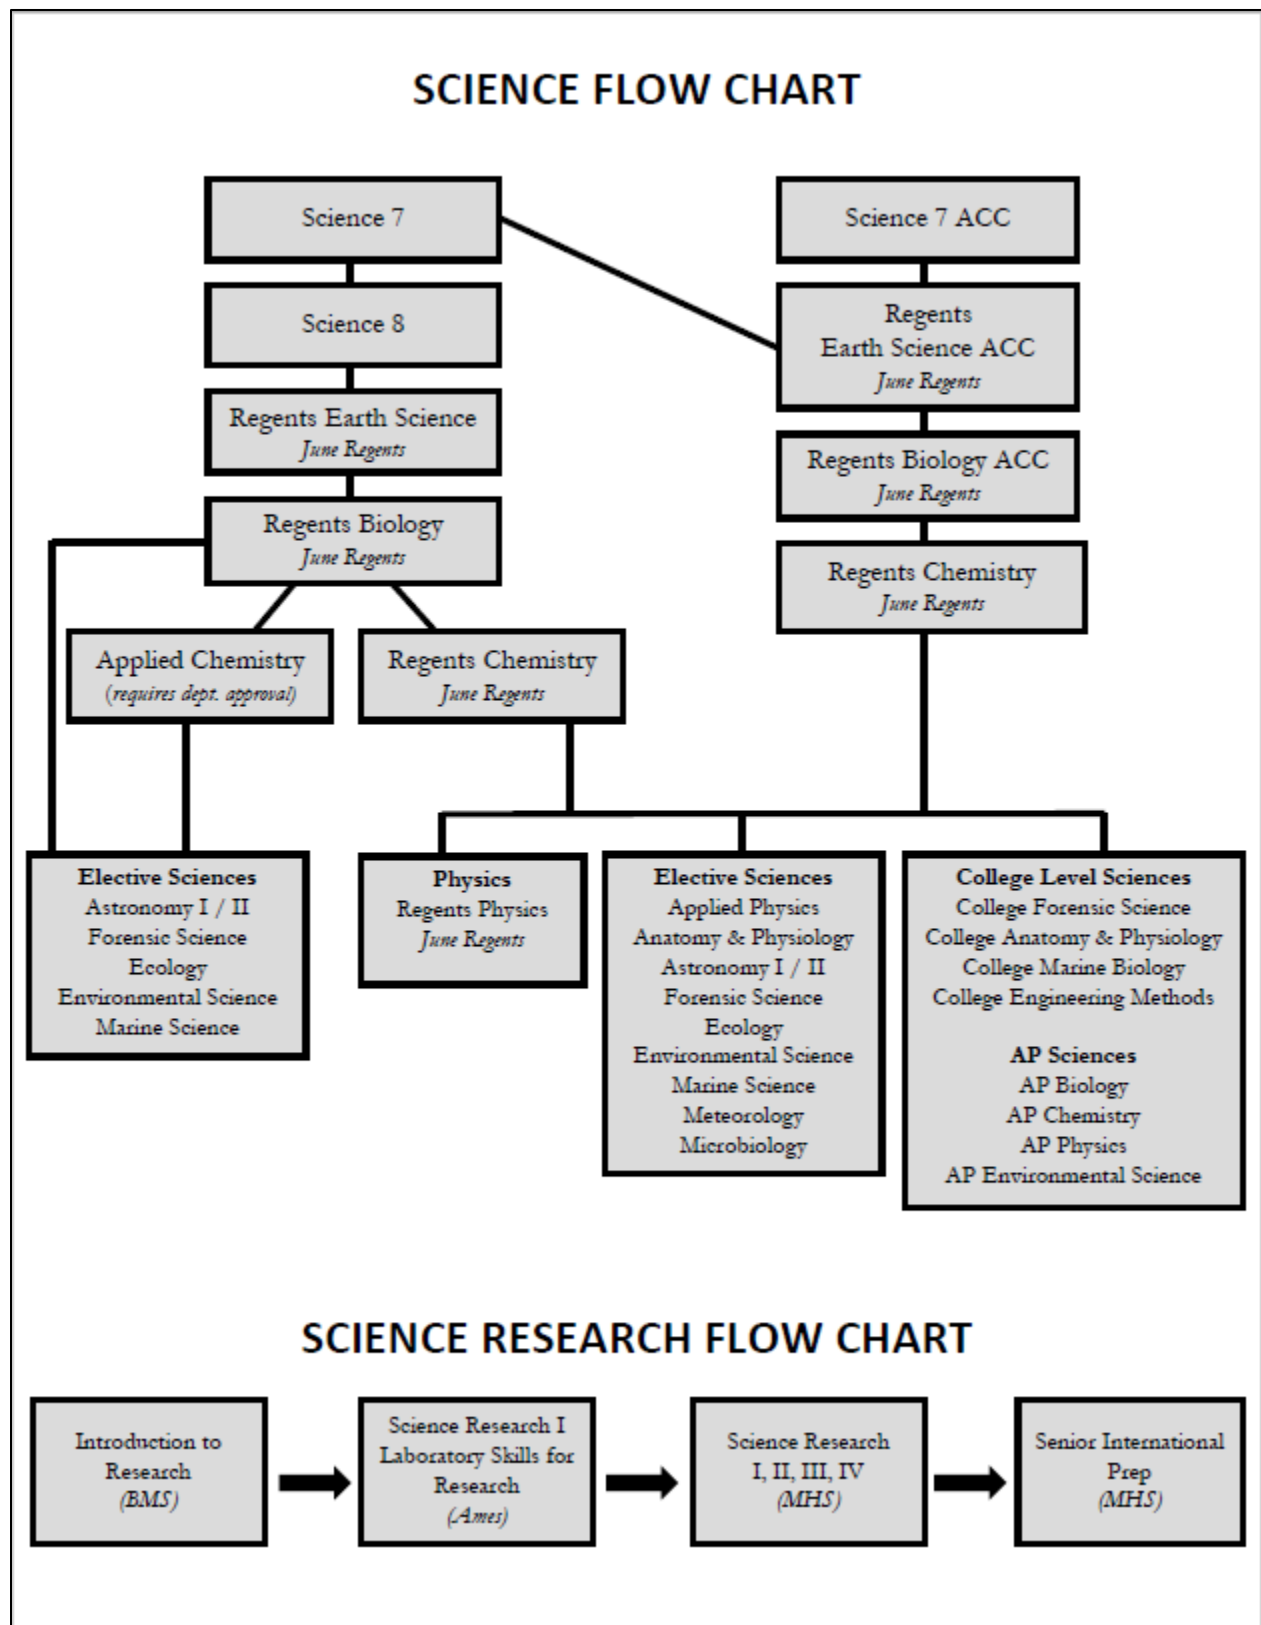 SCIENCE FLOW CHART
Science 7
Science 7 ACC
Science 8
Regents
Earth Science ACC
June Regents
Regents Earth Science
June Regents
Regents Biology ACC
June Regents
Regents Biology
June Regents
Regents Chemistry
June Regents
Applied Chemistry
(requires dept. approval)
Regents Chemistry
June Regents
Elective Sciences
Astronomy I / II
Forensic Science
Ecology
Environmental Science
Marine Science
Physics
Regents Physics
June Regents
Elective Sciences
Applied Physics
Anatomy & Physiology
Astronomy I / II
Forensic Science
Ecology
Environmental Science
Marine Science
Meteorology
Microbiology
College Level Sciences
College Forensic Science
College Anatomy & Physiology
College Marine Biology
College Engineering Methods
AP Sciences
AP Biology
AP Chemistry
AP Physics
AP Environmental Science
SCIENCE RESEARCH FLOW CHART
Introduction to
Research
(BMS)
Science Research I
Laboratory Skills for
Research
(Ames)
Science Research
I, II, III, IV
(MHS)
Senior International
Prep
(MHS)